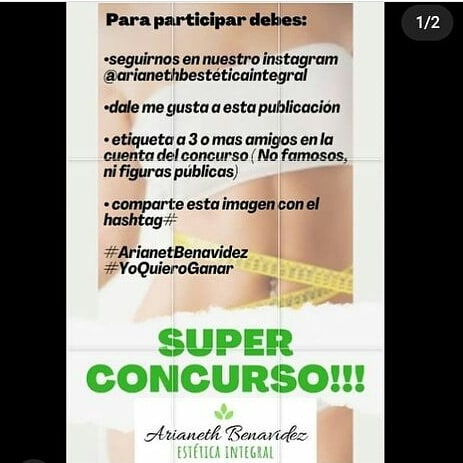 Para participar debes:
1/2
•seguirnos en nuestro instagram
@arianethbestéticaintegral
•dale me gusta a esta publicación
• etiqueta a 3 o mas amigos en la
cuenta del concurso ( No famosos,
ni figuras públicas)
• comparte esta imagen con el
hashtag#
#ArianetBenavidez
#YoQuieroGanar
SUPER
CONCURSO!!!
Arianeth Benavidez
ESTÉTICA INTEGRAL